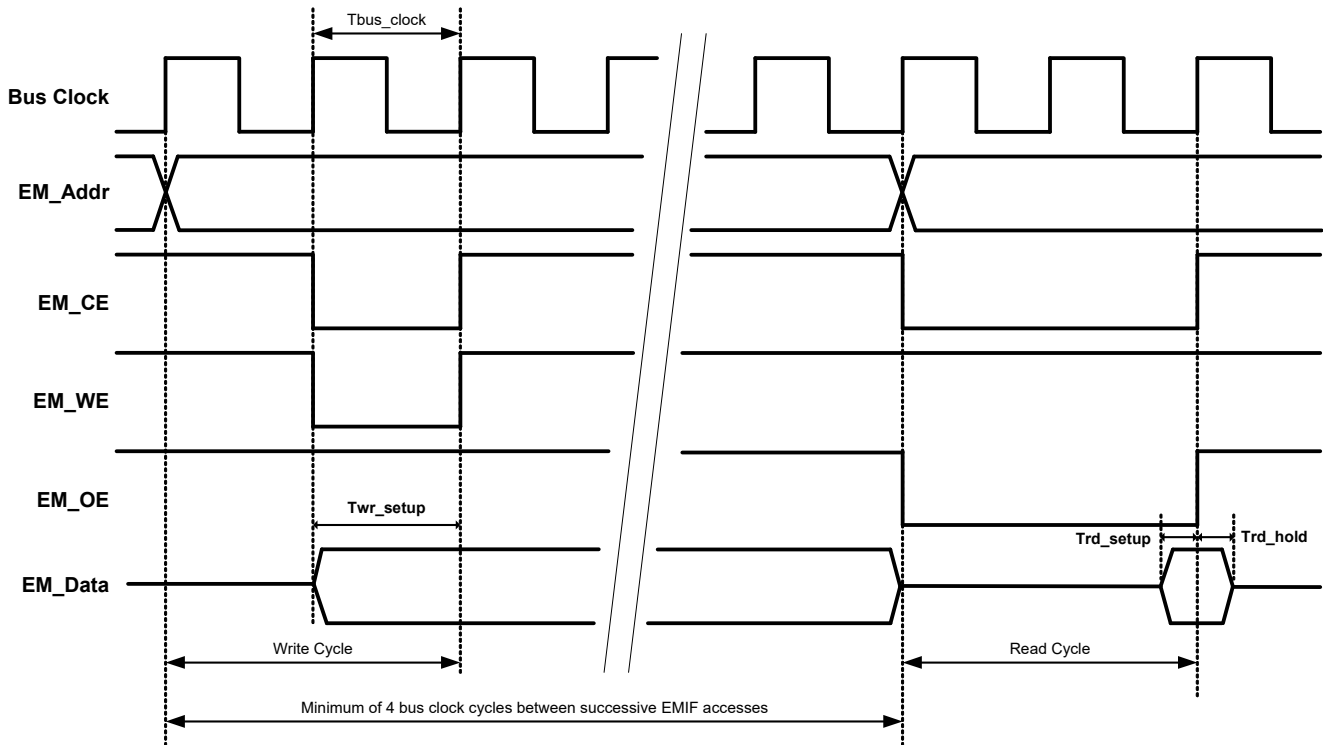 Tbus_clock
Bus Clock
EM_Addr
EM_CE
EM_WE
EM_OE
Twr_setup
Trd_setup
Trd_hold
EM_Data
Write Cycle
Read Cycle
Minimum of 4 bus clock cycles between successive EMIF accesses